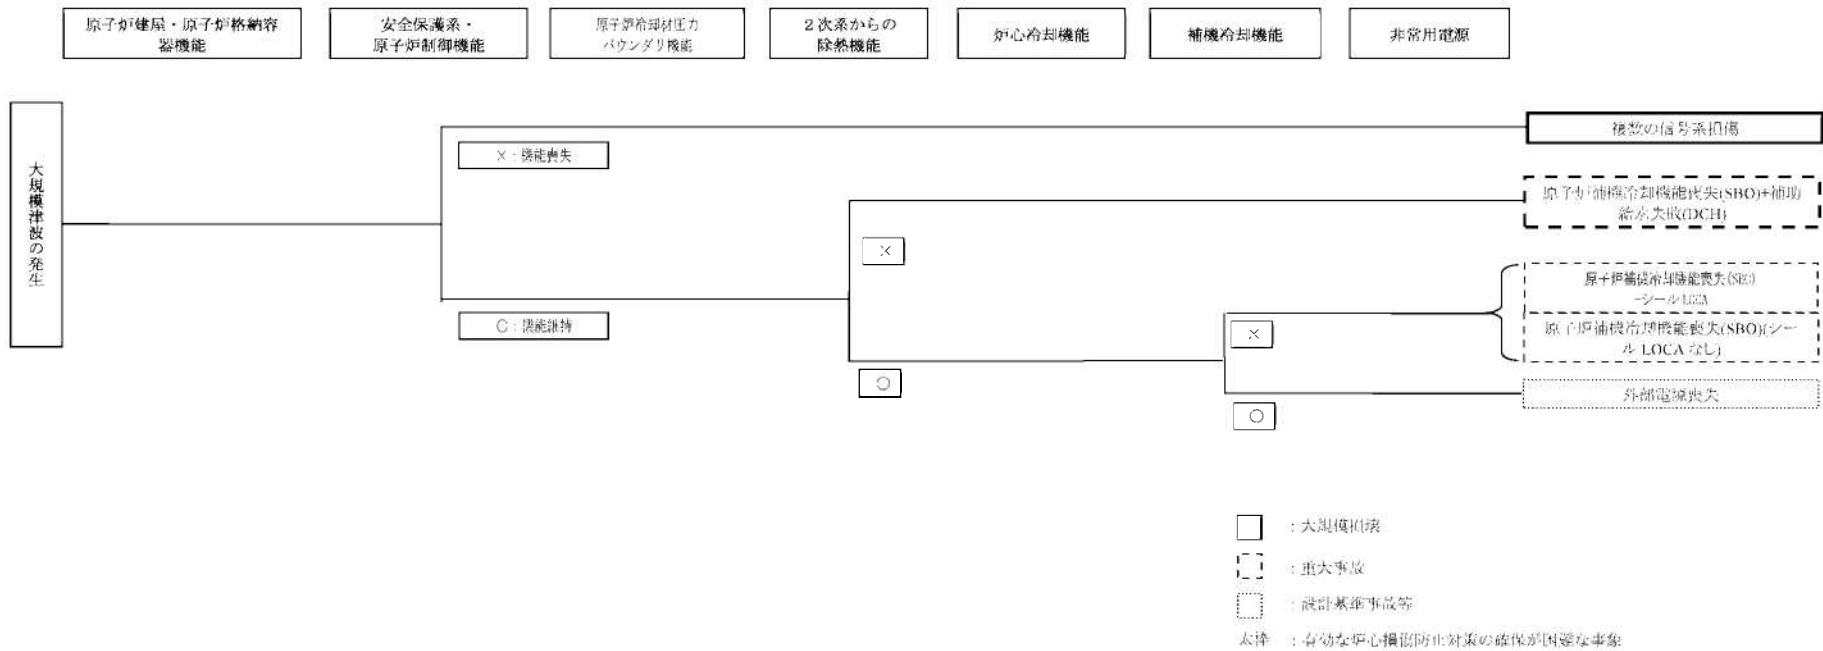 原子炉建屋・原子炉格納容
器機能
安全保護系・
原子炉制御機能
原子炉冷却材圧力
バウンダリ機能
2次系からの
除熱機能
炉心冷却機能
補機冷却機能
非常用電源
大規模津波の発生
×：機能喪失
○：機能維持
×
○
×
○
複数の信号系損傷
原子炉補機冷却機能喪失(SBO)+補助
給水失敗(DCH)
原子炉補機冷却機能喪失(SBO)
+シール LOCA
原子炉補機冷却機能喪失(SBO)(シー
ル LOCA なし)
外部電源喪失
：大規模損壊
：重大事故
：設計基準事故等
太枠 ：有効な炉心損傷防止対策の確保が困難な事象